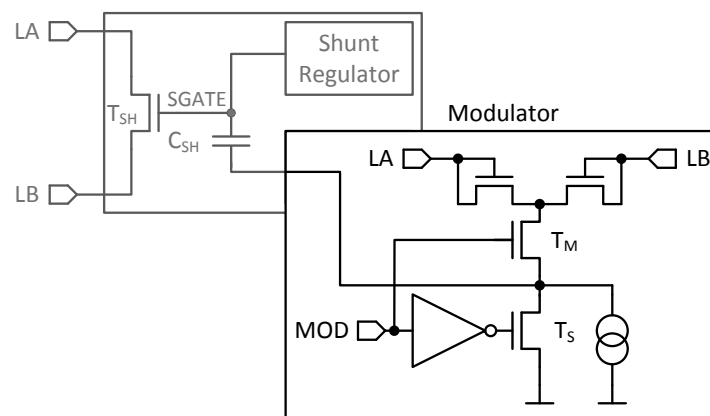 LA
Shunt
Regulator
SGATE
T_SH
C_SH
Modulator
LA
LB
LB
T_M
MOD
T_S